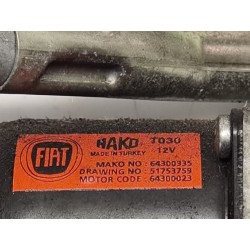 FIAT
MAKO T030
MADE IN TURKEY 12V
MAKO NO : 64300335
DRAWING NO : 51753759
MOTOR CODE : 64300023